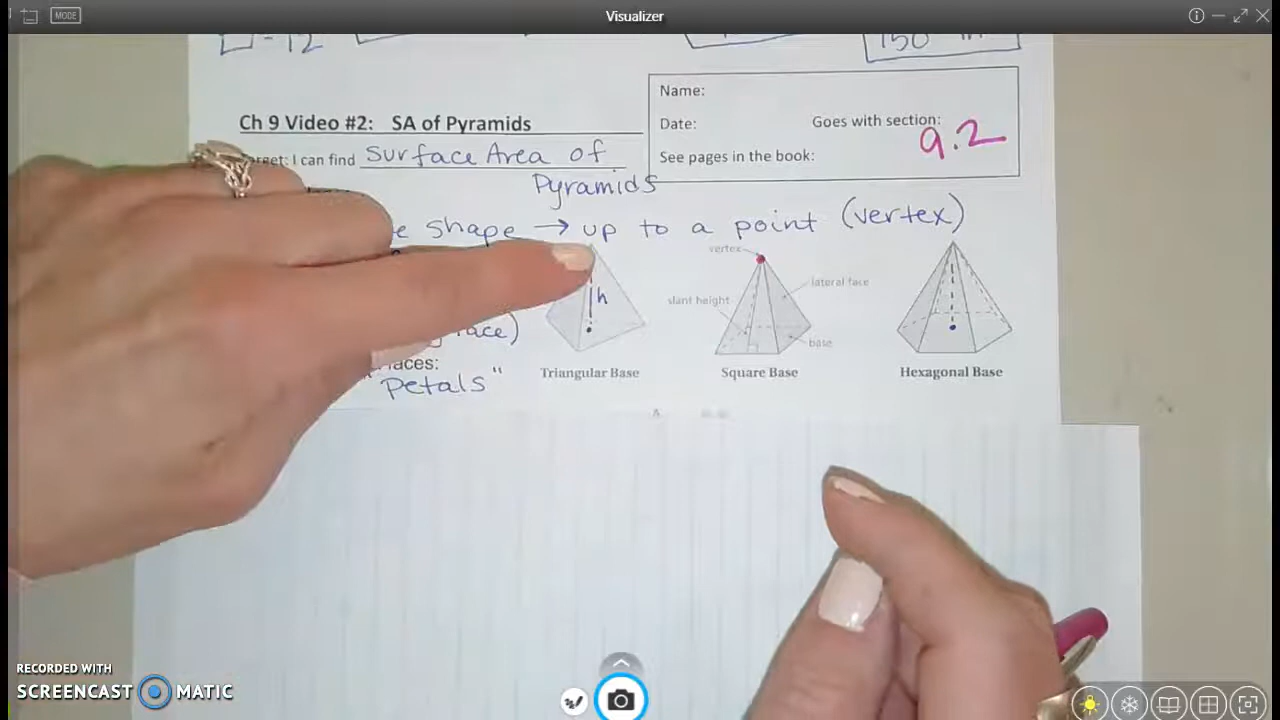 MODE
Visualizer
= 12
150
Name:
Ch 9 Video #2: SA of Pyramids
Date:
Goes with section:
9.2
I can find Surface Area of
See pages in the book:
Pyramids
shape → up to a point (vertex)
vertex
lateral face
h
slant height
base
"Petals"
Triangular Base
Square Base
Hexagonal Base
RECORDED WITH
SCREENCAST MATIC